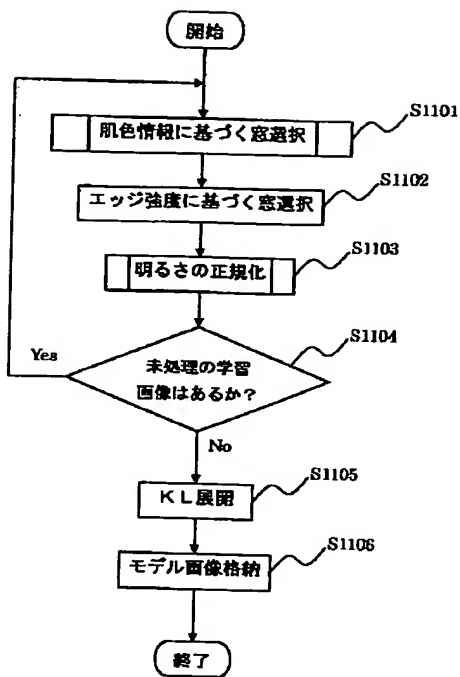 開始
肌色情報に基づく窓選択
S1101
エッジ強度に基づく窓選択
S1102
明るさの正規化
S1103
未処理の学習
画像はあるか?
S1104
Yes
No
KL展開
S1105
モデル画像格納
S1106
終了